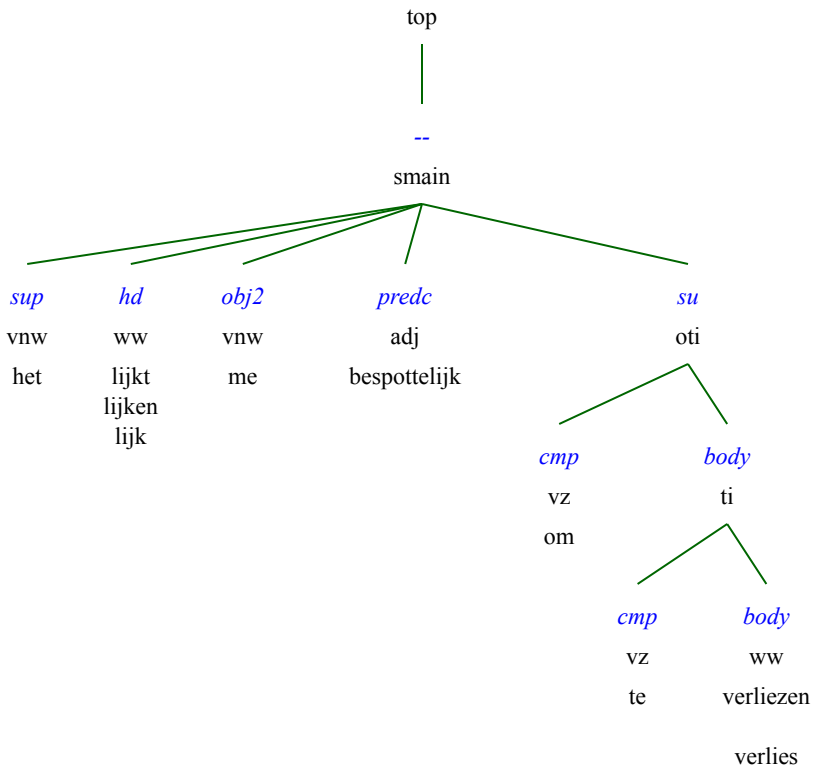 top
--
smain
sup hd obj2 predc su
vnw ww vnw adj oti
het lijkt me bespottelijk
lijken
lijk
cmp body
vz ti
om
cmp body
vz ww
te verliezen
verlies